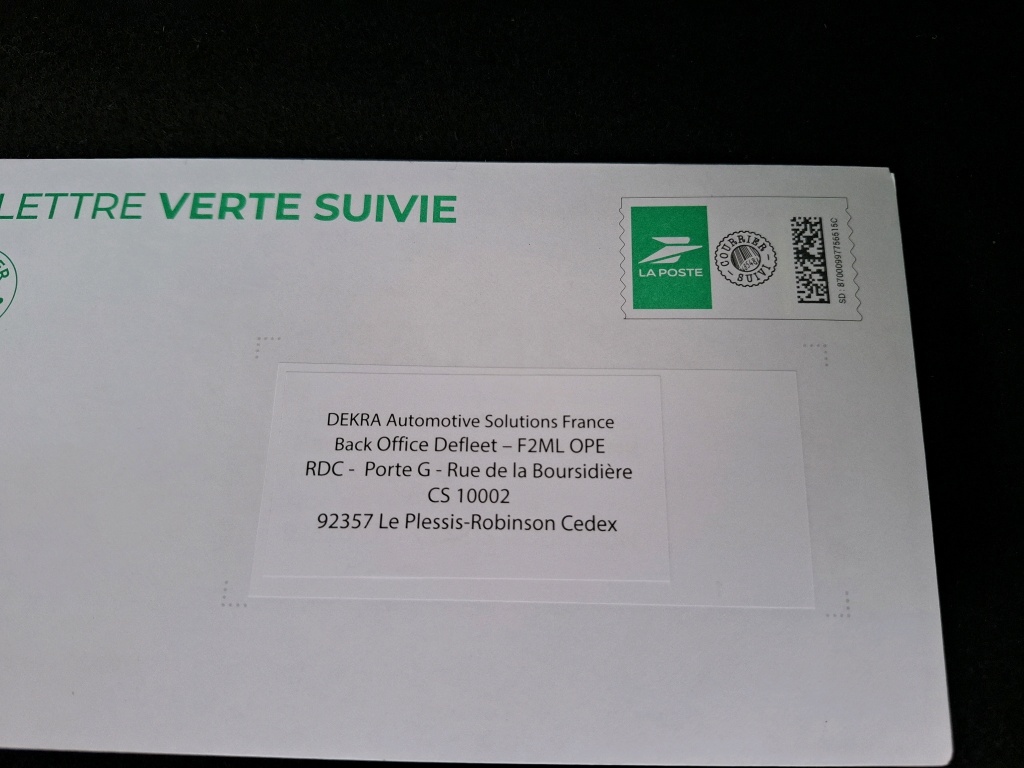 LETTRE VERTE SUIVIE
LA POSTE
COURRIER
SUIVI
DEKRA Automotive Solutions France
Back Office Defleet – F2ML OPE
RDC - Porte G - Rue de la Boursidière
CS 10002
92357 Le Plessis-Robinson Cedex